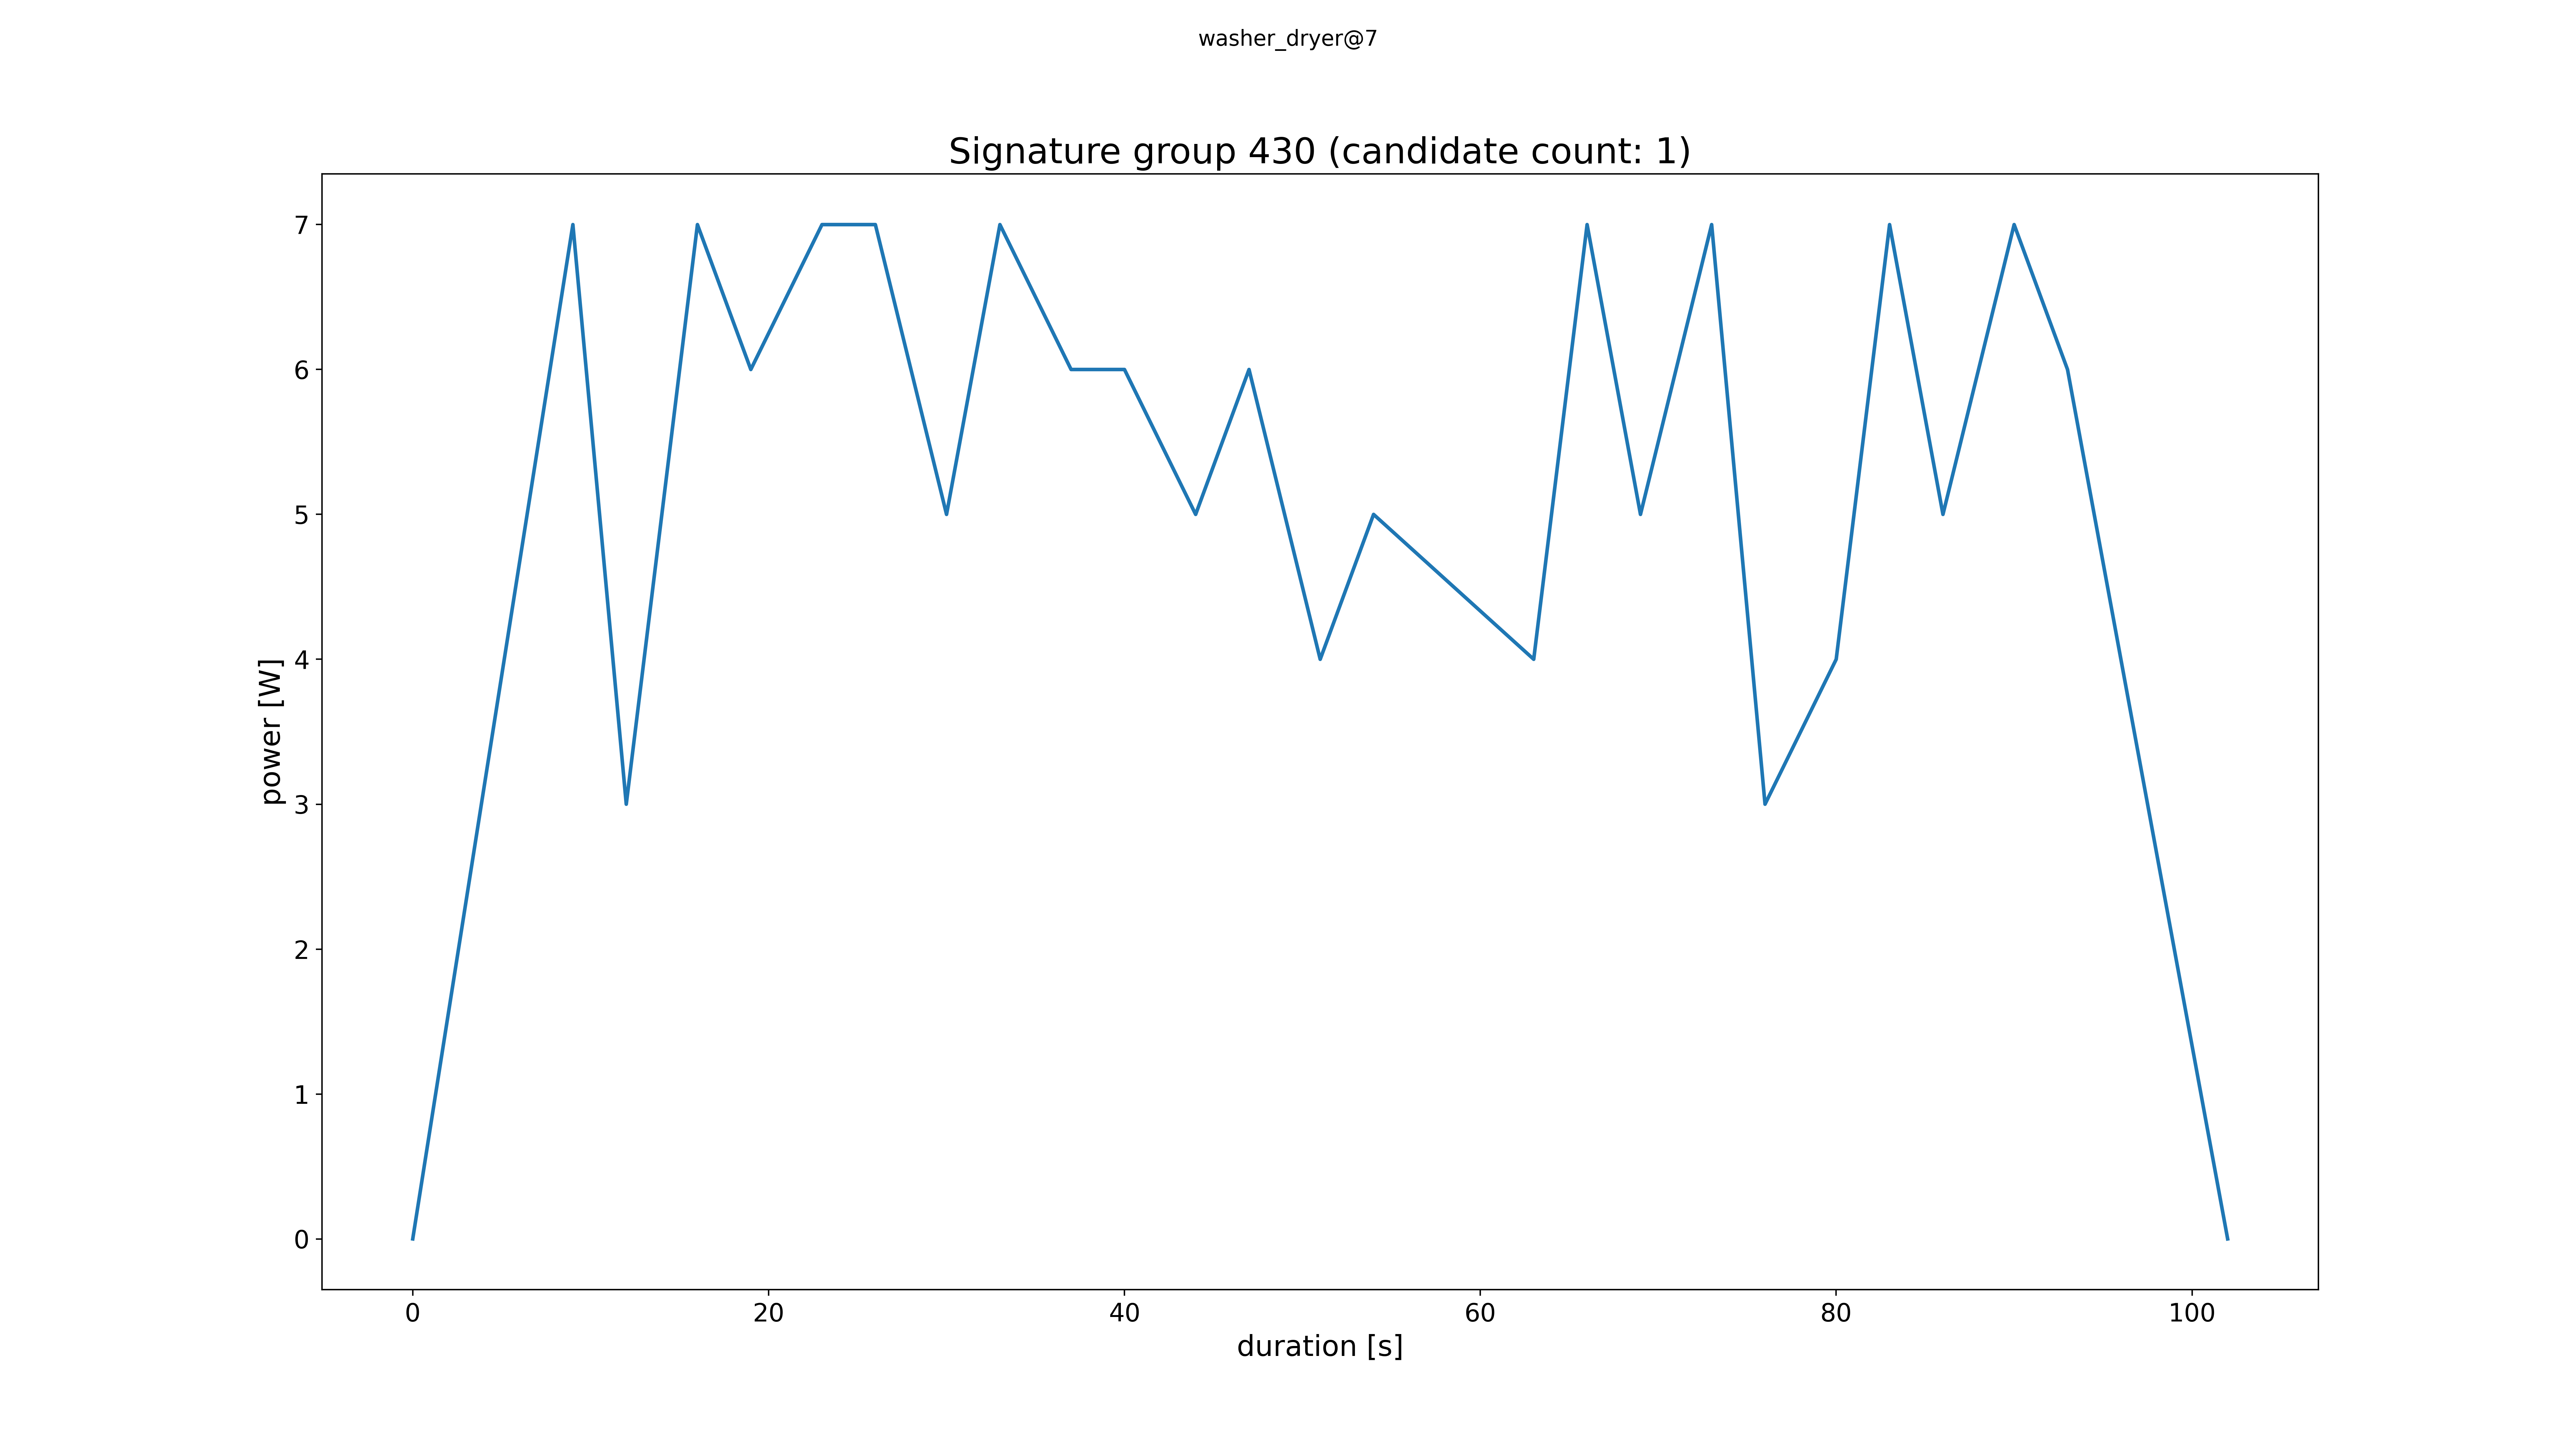 washer_dryer@7
Signature group 430 (candidate count: 1)
7
6
5
4
3
2
1
0
power [W]
0 20 40 60 80 100
duration [s]